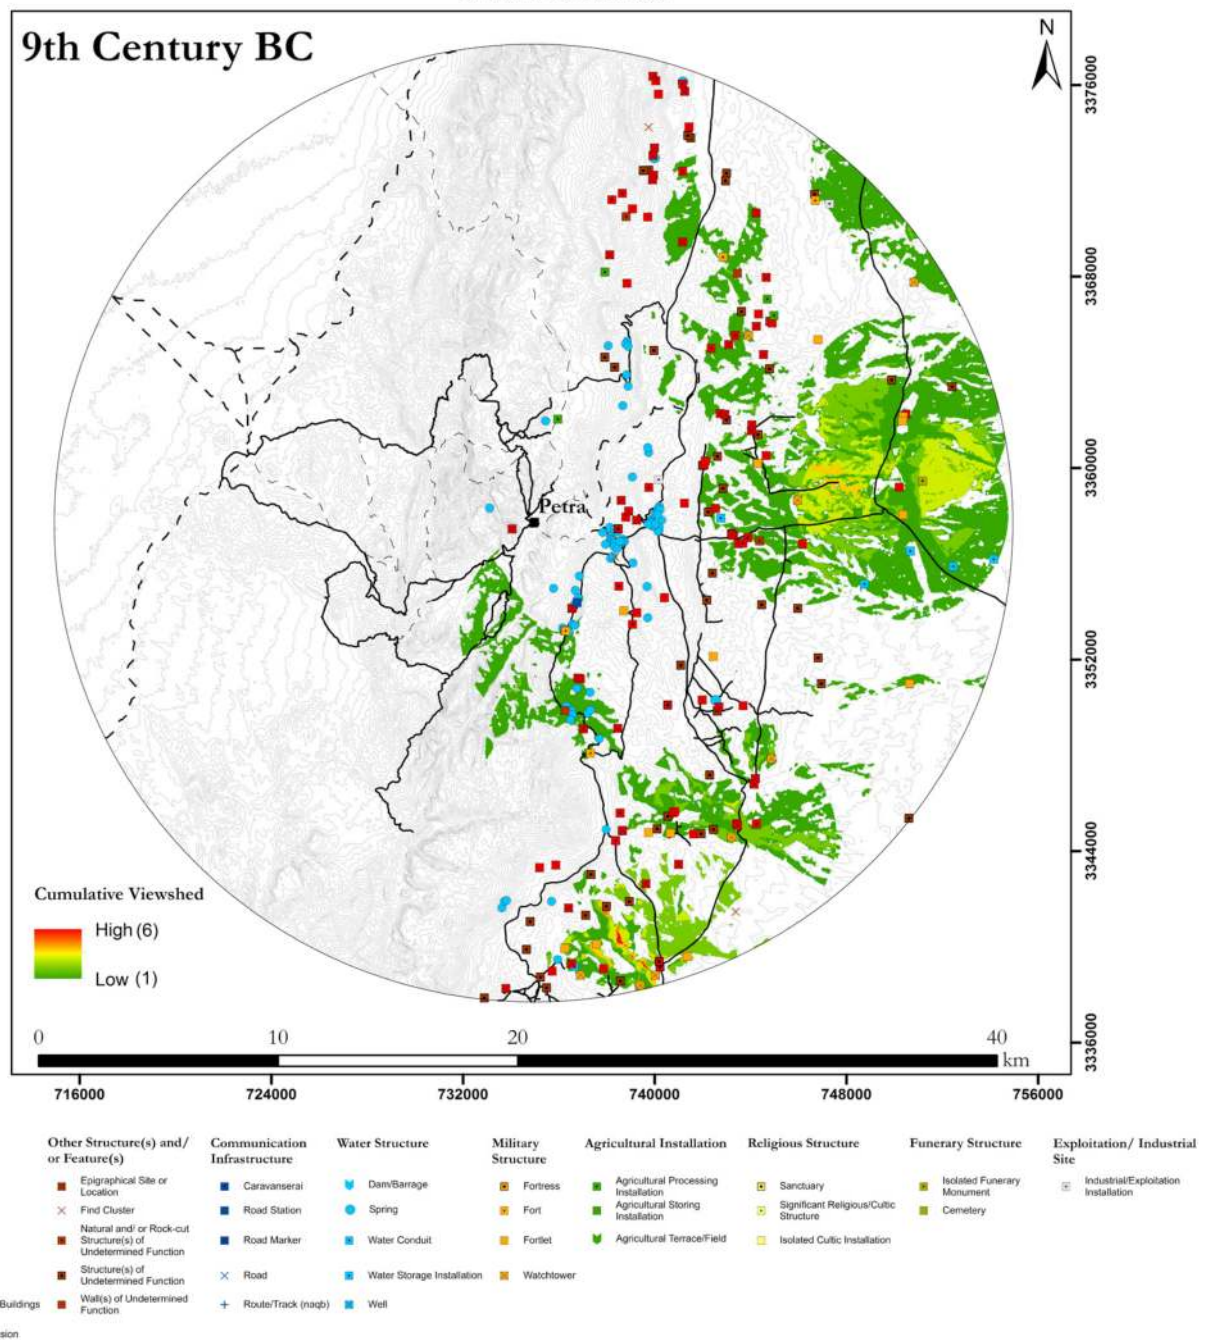 9th Century BC
N
3376000
3368000
3360000
3352000
3344000
3336000
Petra
Cumulative Viewshed
High (6)
Low (1)
0 10 20 40
km
716000 724000 732000 740000 748000 756000
Other Structure(s) and/
or Feature(s)
Epigraphical Site or
Location
Find Cluster
Natural and/ or Rock-cut
Structure(s) of
Undetermined Function
Structure(s) of
Undetermined Function
Wall(s) of Undetermined
Function
Buildings
sion
Communication
Infrastructure
Caravanserai
Road Station
Road Marker
Road
Route/Track (naqb)
Water Structure
Dam/Barrage
Spring
Water Conduit
Water Storage Installation
Well
Military
Structure
Fortress
Fort
Fortlet
Watchtower
Agricultural Installation
Agricultural Processing
Installation
Agricultural Storing
Installation
Agricultural Terrace/Field
Religious Structure
Sanctuary
Significant Religious/Cultic
Structure
Isolated Cultic Installation
Funerary Structure
Isolated Funerary
Monument
Cemetery
Exploitation/ Industrial
Site
Industrial/Exploitation
Installation